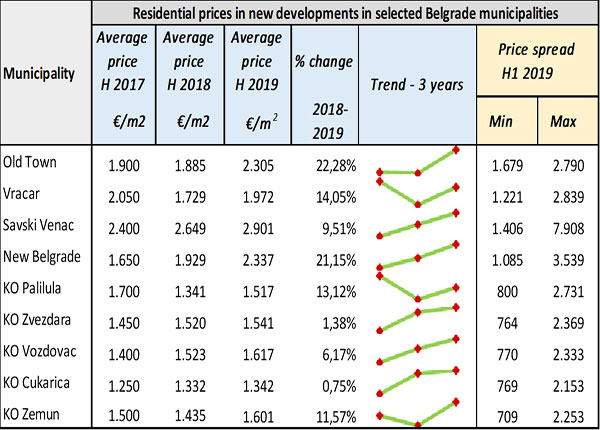 Residential prices in new developments in selected Belgrade municipalities
Municipality Average price H 2017 €/m2 Average price H 2018 €/m2 Average price H 2019 €/m² % change 2018-2019 Trend - 3 years Price spread H1 2019 Min Max
Old Town 1.900 1.885 2.305 22,28% 1.679 2.790
Vracar 2.050 1.729 1.972 14,05% 1.221 2.839
Savski Venac 2.400 2.649 2.901 9,51% 1.406 7.908
New Belgrade 1.650 1.929 2.337 21,15% 1.085 3.539
KO Palilula 1.700 1.341 1.517 13,12% 800 2.731
KO Zvezdara 1.450 1.520 1.541 1,38% 764 2.369
KO Vozdovac 1.400 1.523 1.617 6,17% 770 2.333
KO Cukarica 1.250 1.332 1.342 0,75% 769 2.153
KO Zemun 1.500 1.435 1.601 11,57% 709 2.253